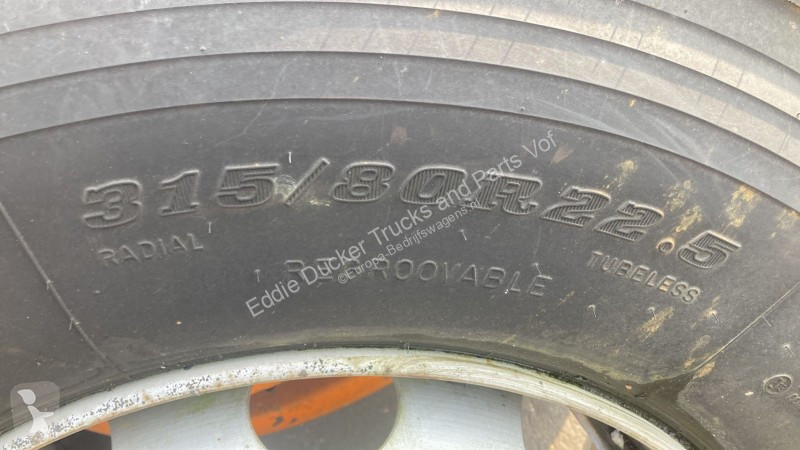 315/80R22.5
RADIAL
REGROOVABLE
TUBELESS
Eddie Ducker Trucks and Parts Vof
©Europa-Bedrijfswagens.nl